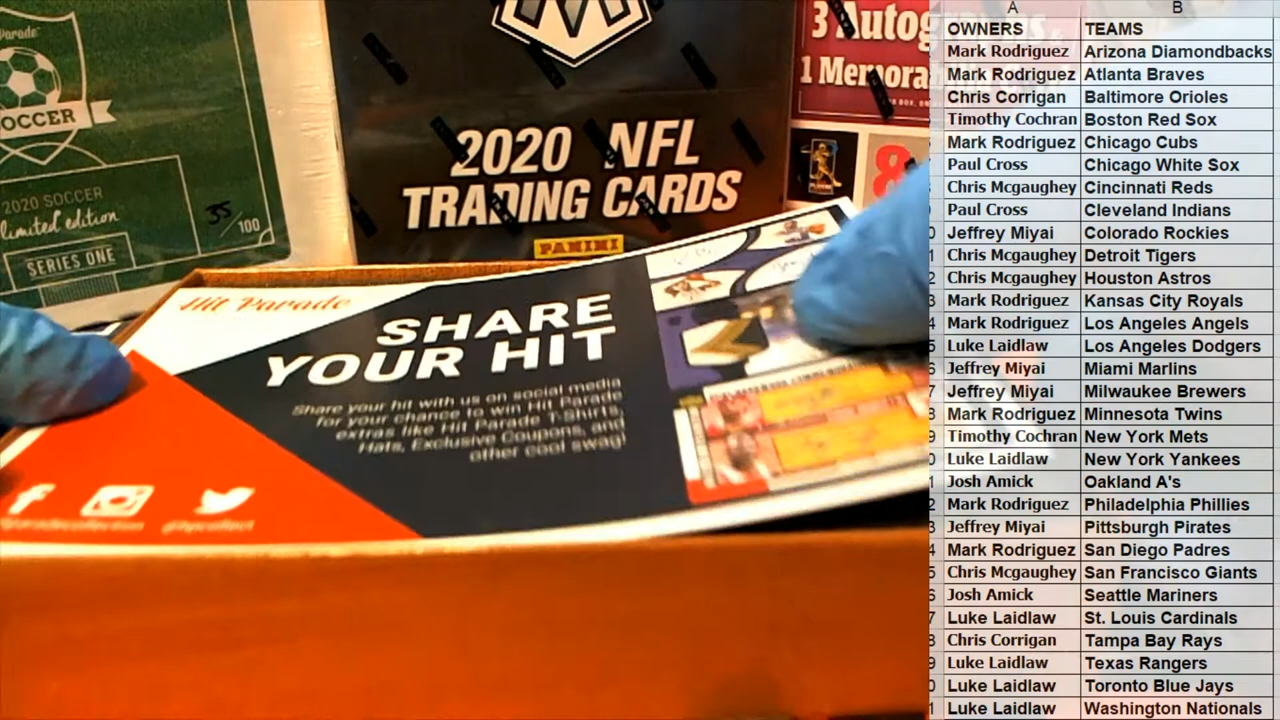 Parade
SOCCER
2020 SOCCER
limited edition
SERIES ONE
35
/100
2020 NFL
TRADING CARDS
PANINI
3 Autog
1 Memora
8
Hit Parade
SHARE
YOUR HIT
Share your hit with us on social media
for your chance to win Hit Parade
extras like Hit Parade T-Shirts,
Hats, Exclusive Coupons, and
other cool swag!
A B
OWNERS TEAMS
Mark Rodriguez Arizona Diamondbacks
Mark Rodriguez Atlanta Braves
Chris Corrigan Baltimore Orioles
Timothy Cochran Boston Red Sox
Mark Rodriguez Chicago Cubs
Paul Cross Chicago White Sox
Chris Mcgaughey Cincinnati Reds
Paul Cross Cleveland Indians
Jeffrey Miyai Colorado Rockies
Chris Mcgaughey Detroit Tigers
Chris Mcgaughey Houston Astros
Mark Rodriguez Kansas City Royals
Mark Rodriguez Los Angeles Angels
Luke Laidlaw Los Angeles Dodgers
Jeffrey Miyai Miami Marlins
Jeffrey Miyai Milwaukee Brewers
Mark Rodriguez Minnesota Twins
Timothy Cochran New York Mets
Luke Laidlaw New York Yankees
Josh Amick Oakland A's
Mark Rodriguez Philadelphia Phillies
Jeffrey Miyai Pittsburgh Pirates
Mark Rodriguez San Diego Padres
Chris Mcgaughey San Francisco Giants
Josh Amick Seattle Mariners
Luke Laidlaw St. Louis Cardinals
Chris Corrigan Tampa Bay Rays
Luke Laidlaw Texas Rangers
Luke Laidlaw Toronto Blue Jays
Luke Laidlaw Washington Nationals